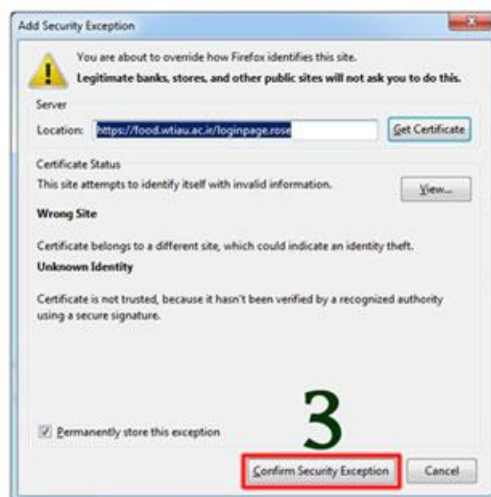 Add Security Exception
You are about to override how Firefox identifies this site.
Legitimate banks, stores, and other public sites will not ask you to do this.
Server
Location: https://food.wtiau.ac.ir/loginpage.rose Get Certificate
Certificate Status
This site attempts to identify itself with invalid information. View...
Wrong Site
Certificate belongs to a different site, which could indicate an identity theft.
Unknown Identity
Certificate is not trusted, because it hasn't been verified by a recognized authority
using a secure signature.
Permanently store this exception
3
Confirm Security Exception Cancel